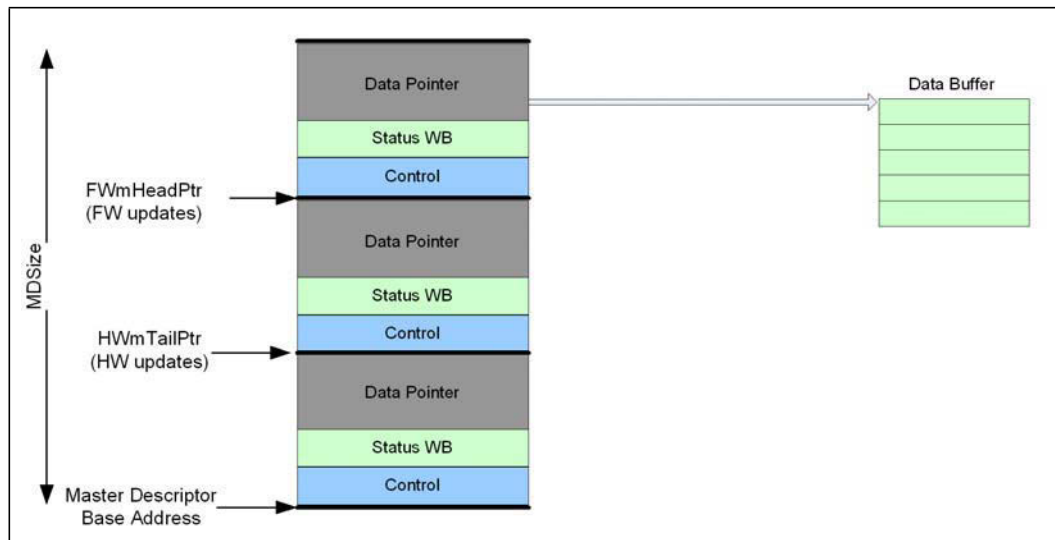 Data Pointer
Data Buffer
Status WB
Control
FWmHeadPtr
(FW updates)
Data Pointer
MDSize
Status WB
Control
HWmTailPtr
(HW updates)
Data Pointer
Status WB
Control
Master Descriptor
Base Address